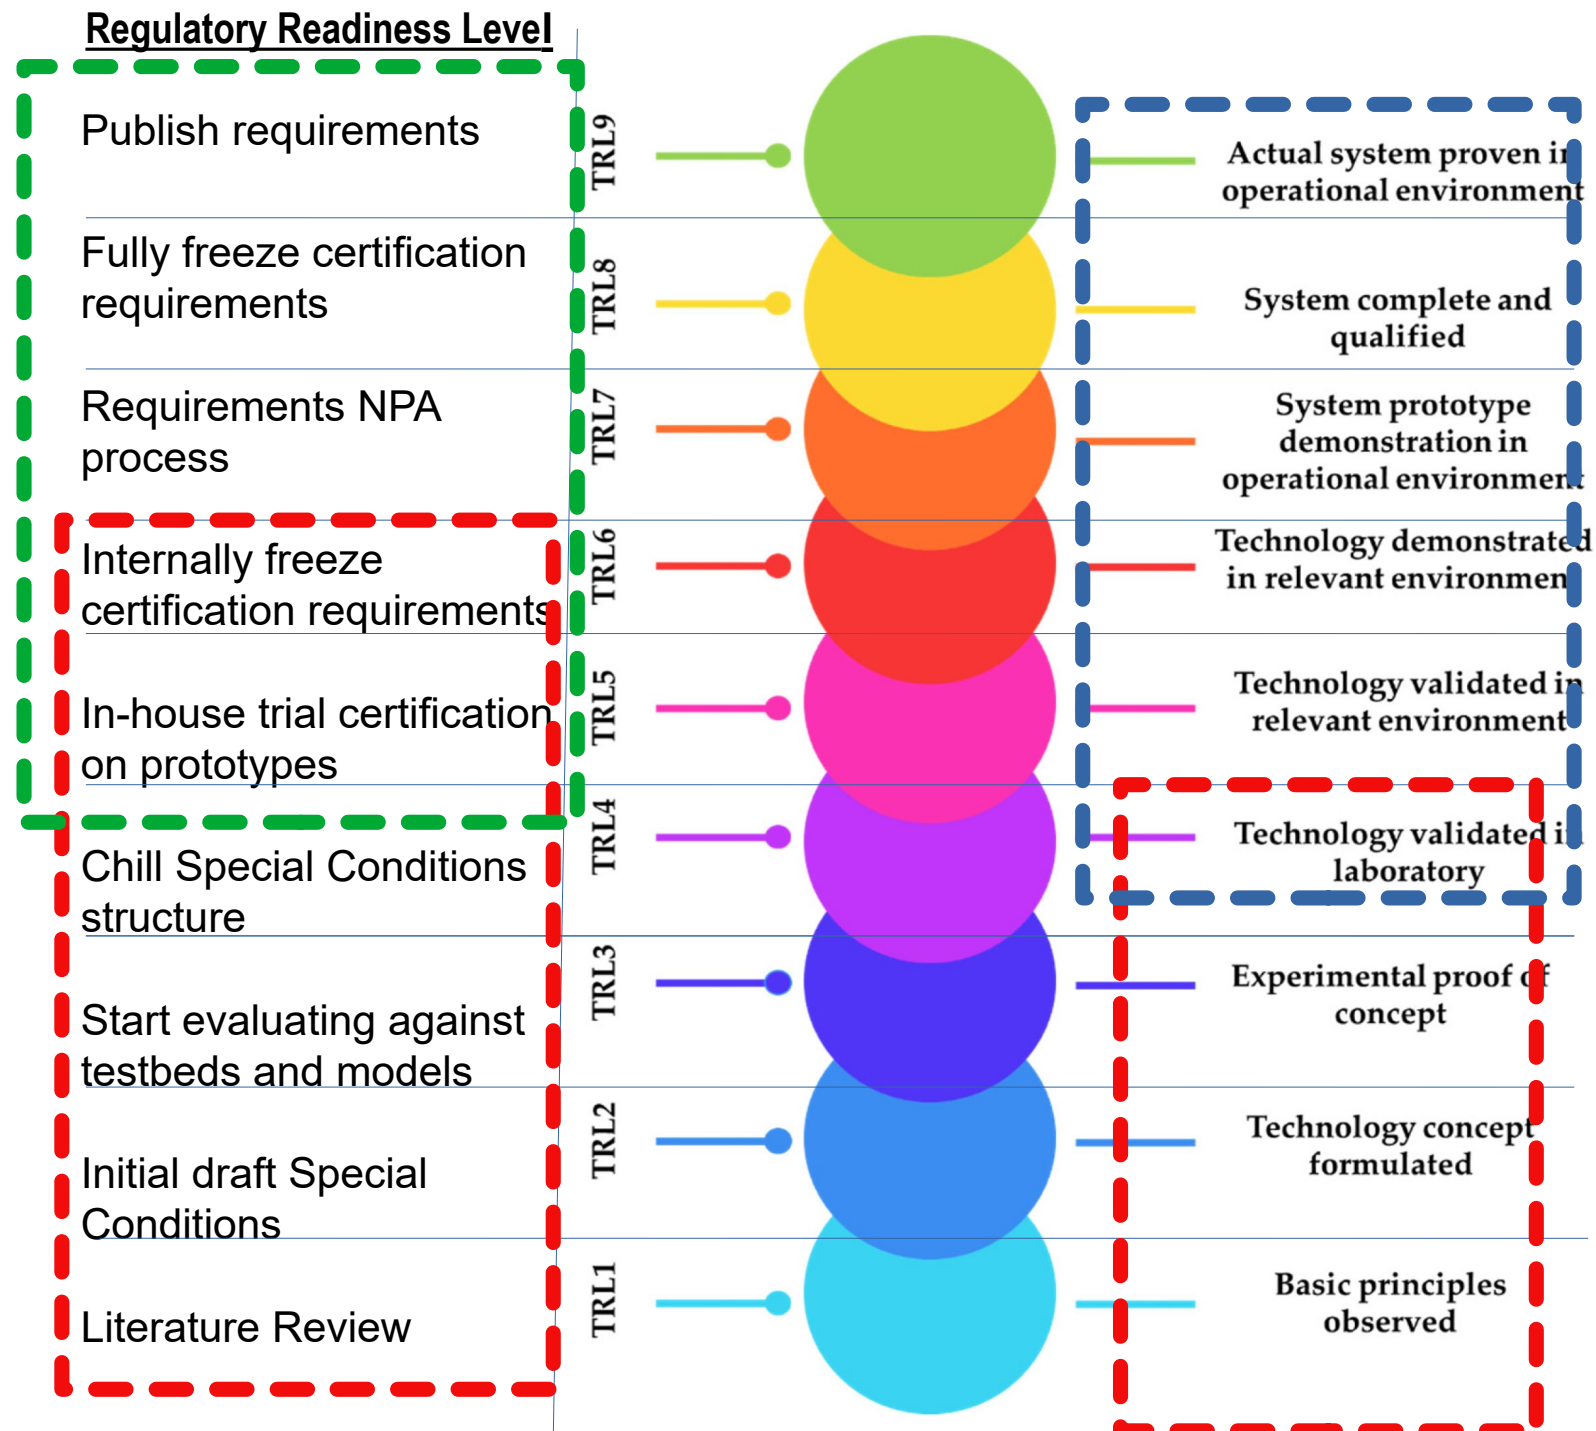 Regulatory Readiness Level
Publish requirements
TRL9
Actual system proven in
operational environment
Fully freeze certification
requirements
TRL8
System complete and
qualified
Requirements NPA
process
TRL7
System prototype
demonstration in
operational environment
Internally freeze
certification requirements
TRL6
Technology demonstrated
in relevant environment
In-house trial certification
on prototypes
TRL5
Technology validated in
relevant environment
Chill Special Conditions
structure
TRL4
Technology validated in
laboratory
Start evaluating against
testbeds and models
TRL3
Experimental proof of
concept
Initial draft Special
Conditions
TRL2
Technology concept
formulated
Literature Review
TRL1
Basic principles
observed